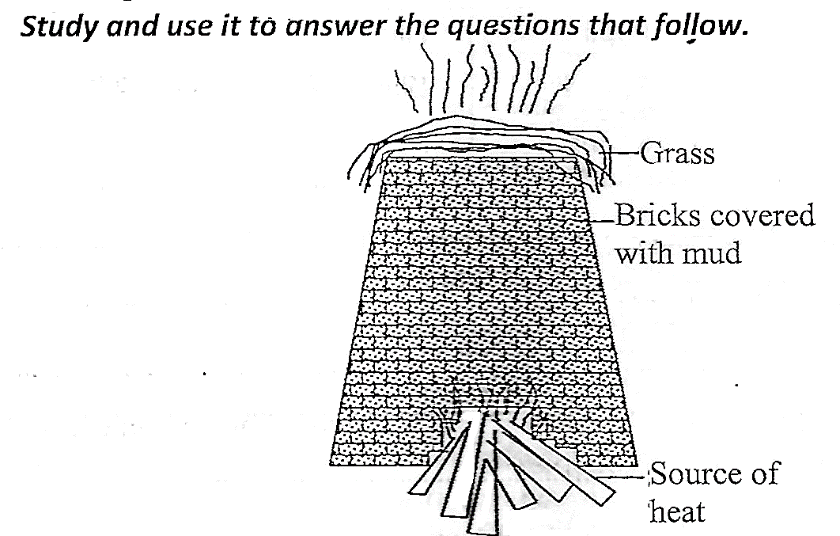 Study and use it to answer the questions that follow.
Grass
Bricks covered
with mud
Source of
heat